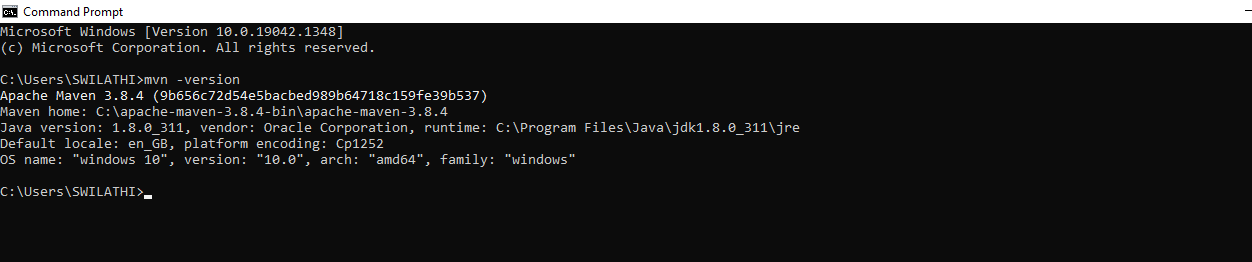 Command Prompt
Microsoft Windows [Version 10.0.19042.1348]
(c) Microsoft Corporation. All rights reserved.
C:\Users\SWILATHI>mvn -version
Apache Maven 3.8.4 (9b656c72d54e5bacbed989b64718c159fe39b537)
Maven home: C:\apache-maven-3.8.4-bin\apache-maven-3.8.4
Java version: 1.8.0_311, vendor: Oracle Corporation, runtime: C:\Program Files\Java\jdk1.8.0_311\jre
Default locale: en_GB, platform encoding: Cp1252
OS name: "windows 10", version: "10.0", arch: "amd64", family: "windows"
C:\Users\SWILATHI>